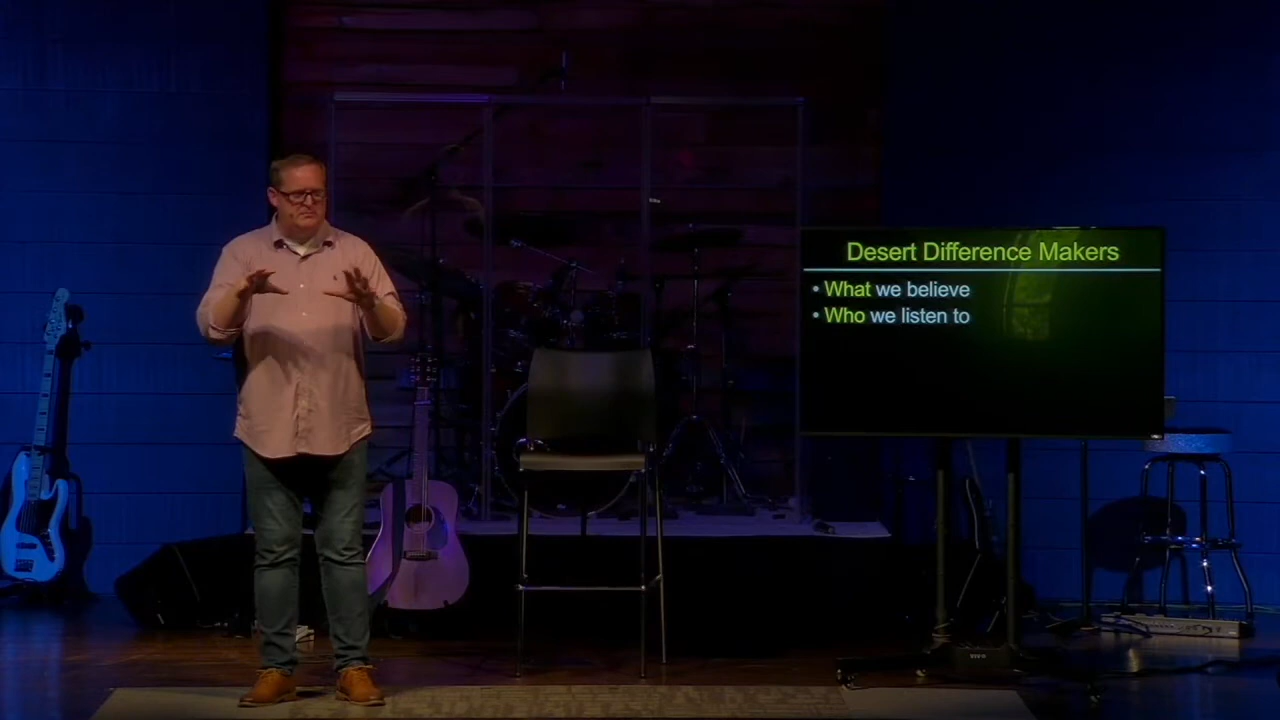 Desert Difference Makers
• What we believe
• Who we listen to